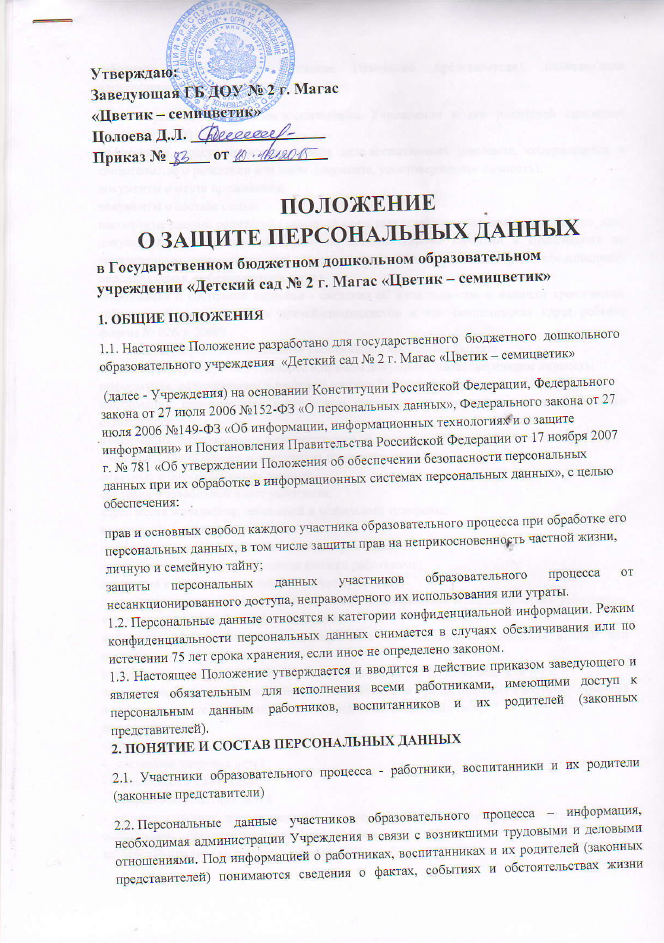 РЕСПУБЛИКА ИНГУШЕТИЯ
Утверждаю:
Заведующая ГБ ДОУ № 2 г. Магас
«Цветик – семицветик»
Цолоева Д.Л.
Приказ № 83 от
ПОЛОЖЕНИЕ
О ЗАЩИТЕ ПЕРСОНАЛЬНЫХ ДАННЫХ
в Государственном бюджетном дошкольном образовательном
учреждении «Детский сад № 2 г. Магас «Цветик – семицветик»
1. ОБЩИЕ ПОЛОЖЕНИЯ
1.1. Настоящее Положение разработано для государственного бюджетного дошкольного
образовательного учреждения «Детский сад № 2 г. Магас «Цветик – семицветик»
(далее - Учреждения) на основании Конституции Российской Федерации, Федерального
закона от 27 июля 2006 №152-ФЗ «О персональных данных», Федерального закона от 27
июля 2006 №149-ФЗ «Об информации, информационных технологиях и о защите
информации» и Постановления Правительства Российской Федерации от 17 ноября 2007
г. № 781 «Об утверждении Положения об обеспечении безопасности персональных
данных при их обработке в информационных системах персональных данных», с целью
обеспечения:
прав и основных свобод каждого участника образовательного процесса при обработке его
персональных данных, в том числе защиты прав на неприкосновенность частной жизни,
личную и семейную тайну;
защиты персональных данных участников образовательного процесса от
несанкционированного доступа, неправомерного их использования или утраты.
1.2. Персональные данные относятся к категории конфиденциальной информации. Режим
конфиденциальности персональных данных снимается в случаях обезличивания или по
истечении 75 лет срока хранения, если иное не определено законом.
1.3. Настоящее Положение утверждается и вводится в действие приказом заведующего и
является обязательным для исполнения всеми работниками, имеющими доступ к
персональным данным работников, воспитанников и их родителей (законных
представителей).
2. ПОНЯТИЕ И СОСТАВ ПЕРСОНАЛЬНЫХ ДАННЫХ
2.1. Участники образовательного процесса - работники, воспитанники и их родители
(законные представители)
2.2. Персональные данные участников образовательного процесса – информация,
необходимая администрации Учреждения в связи с возникшими трудовыми и деловыми
отношениями. Под информацией о работниках, воспитанниках и их родителей (законных
представителей) понимаются сведения о фактах, событиях и обстоятельствах жизни